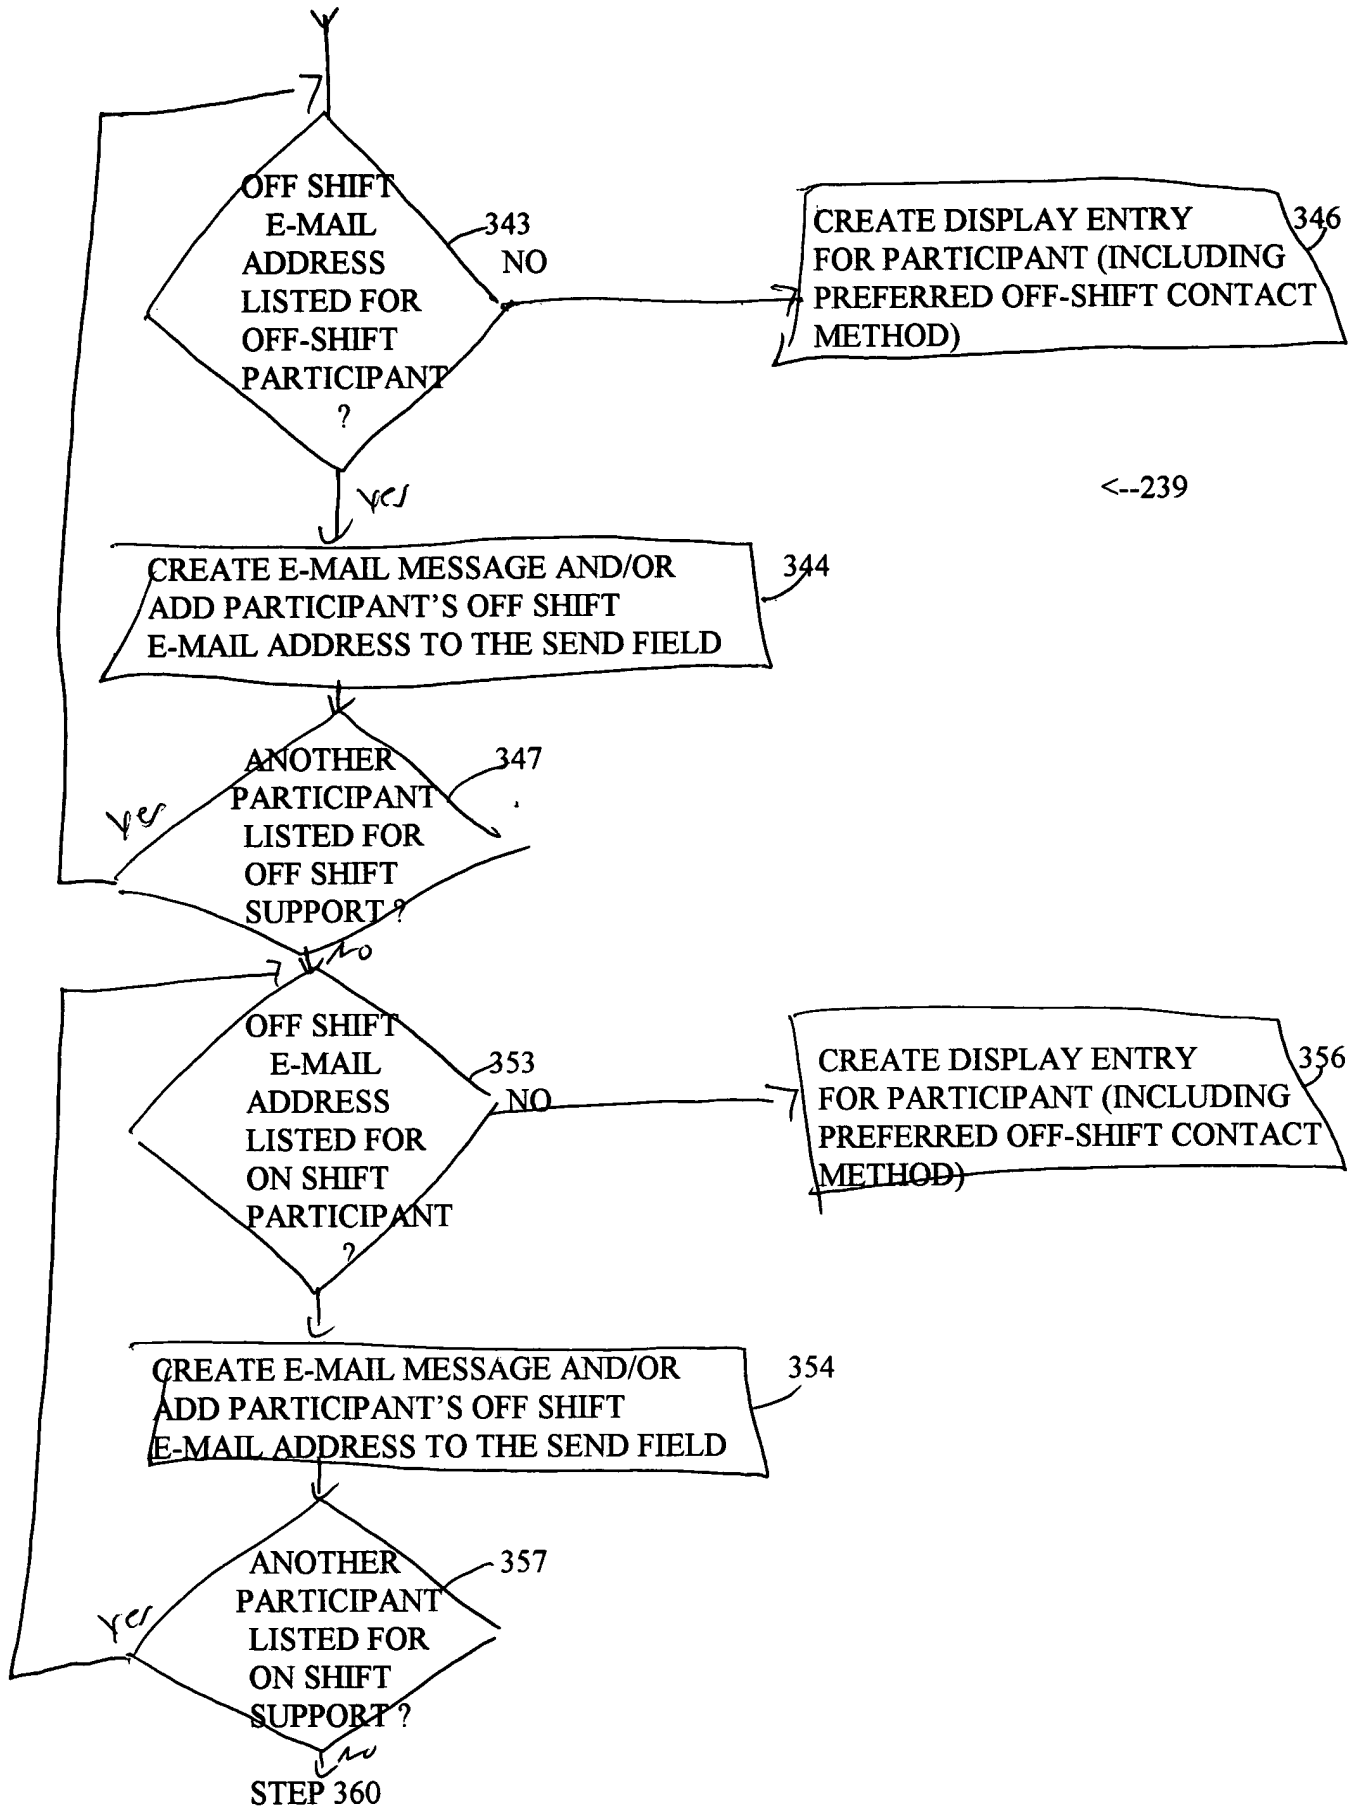 OFF SHIFT
E-MAIL
ADDRESS
LISTED FOR
OFF-SHIFT
PARTICIPANT
?
343
NO
CREATE DISPLAY ENTRY
FOR PARTICIPANT (INCLUDING
PREFERRED OFF-SHIFT CONTACT
METHOD)
346
yes
<--239
CREATE E-MAIL MESSAGE AND/OR
ADD PARTICIPANT'S OFF SHIFT
E-MAIL ADDRESS TO THE SEND FIELD
344
ANOTHER
PARTICIPANT
LISTED FOR
OFF SHIFT
SUPPORT ?
347
yes
NO
OFF SHIFT
E-MAIL
ADDRESS
LISTED FOR
ON SHIFT
PARTICIPANT
?
353
NO
CREATE DISPLAY ENTRY
FOR PARTICIPANT (INCLUDING
PREFERRED OFF-SHIFT CONTACT
METHOD)
356
CREATE E-MAIL MESSAGE AND/OR
ADD PARTICIPANT'S OFF SHIFT
E-MAIL ADDRESS TO THE SEND FIELD
354
ANOTHER
PARTICIPANT
LISTED FOR
ON SHIFT
SUPPORT ?
357
yes
NO
STEP 360